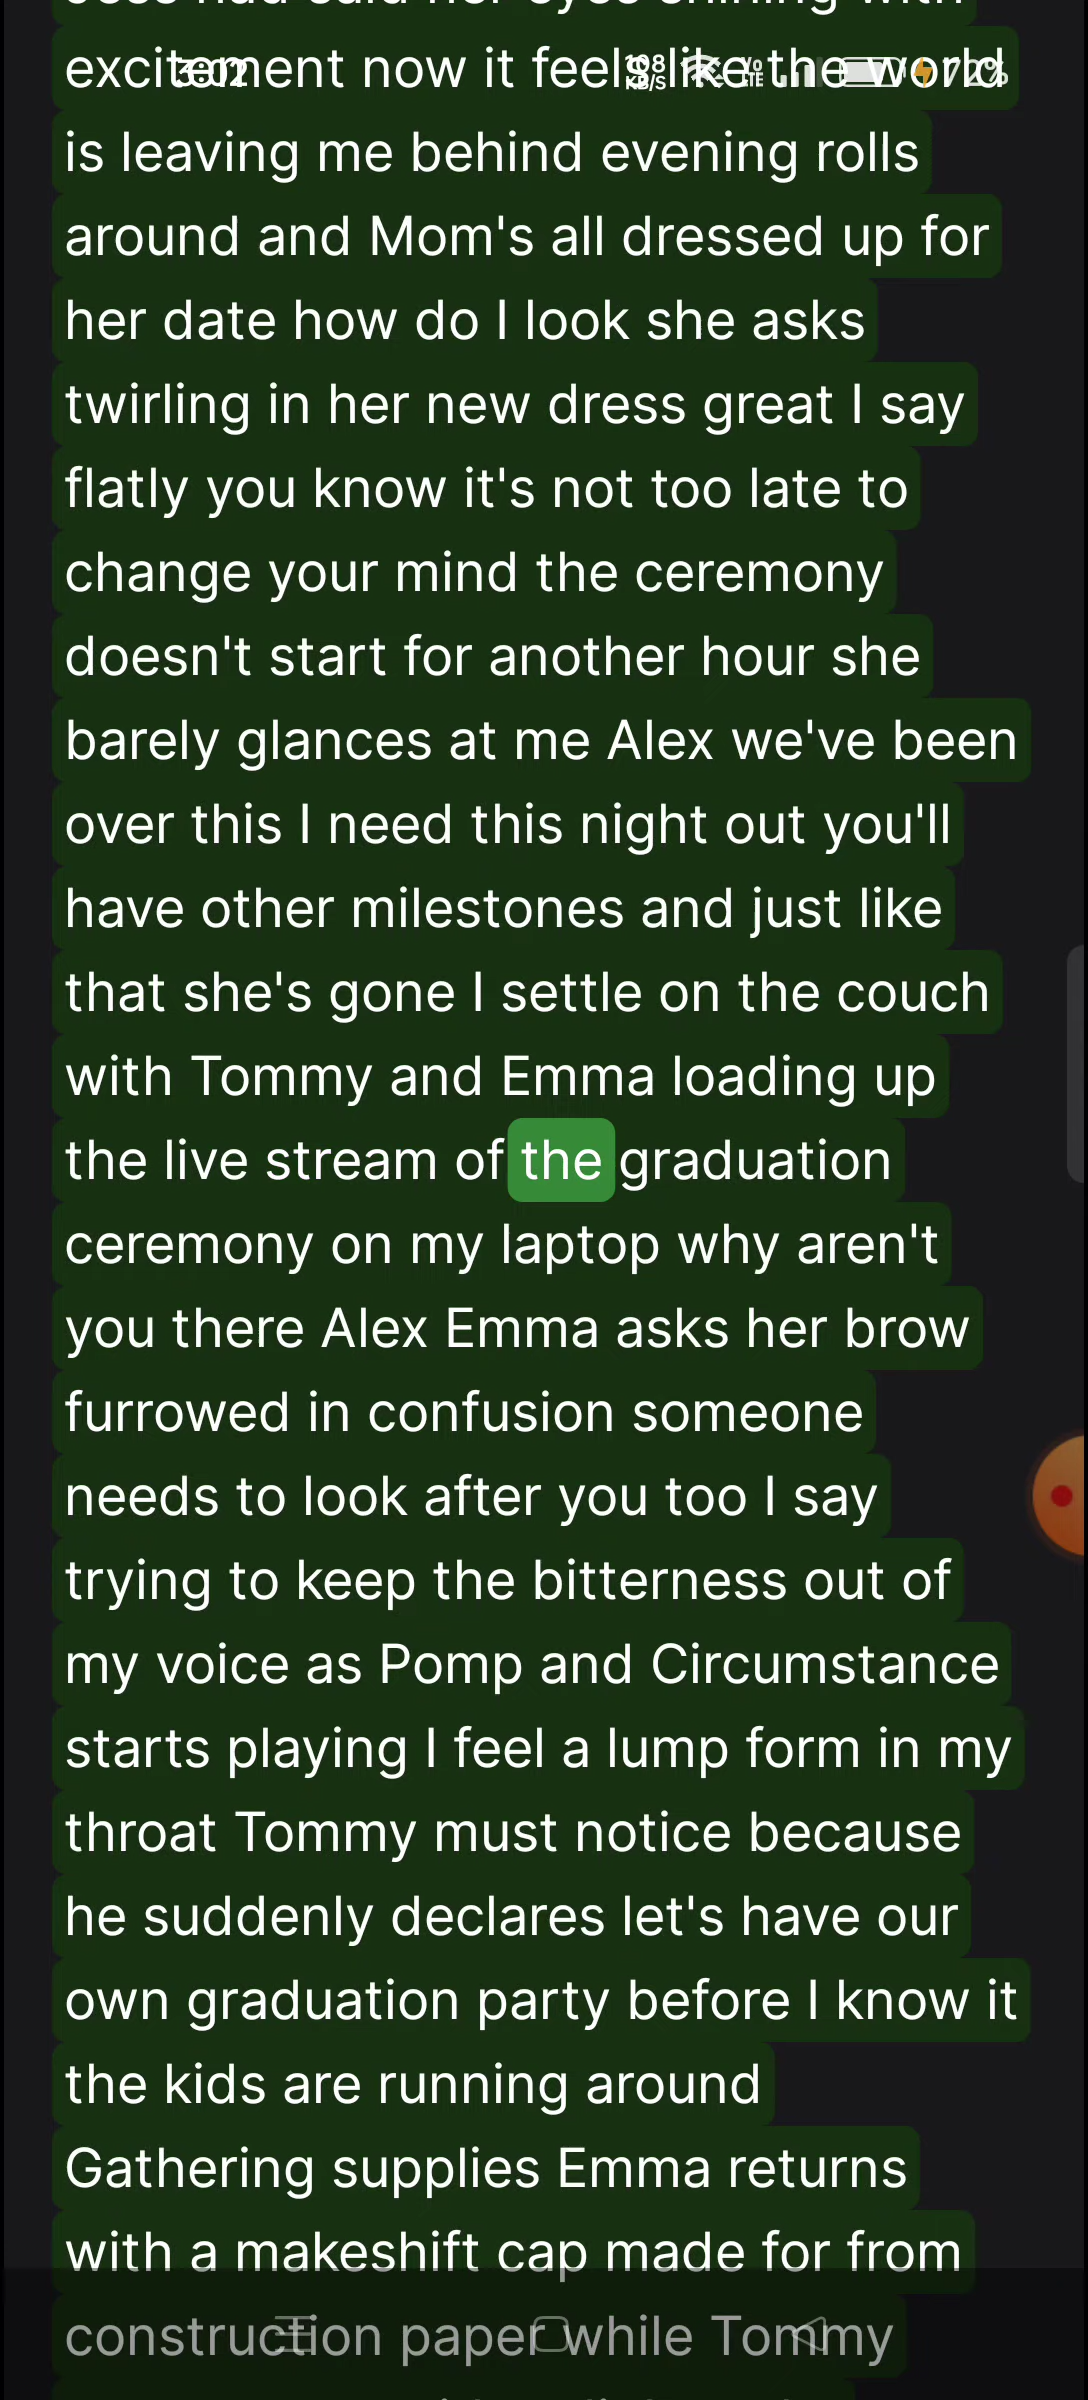 excitement now it feels like the world
3:02 108 KB/S Vo LTE 72%
is leaving me behind evening rolls
around and Mom's all dressed up for
her date how do I look she asks
twirling in her new dress great I say
flatly you know it's not too late to
change your mind the ceremony
doesn't start for another hour she
barely glances at me Alex we've been
over this I need this night out you'll
have other milestones and just like
that she's gone I settle on the couch
with Tommy and Emma loading up
the live stream of the graduation
ceremony on my laptop why aren't
you there Alex Emma asks her brow
furrowed in confusion someone
needs to look after you too I say
trying to keep the bitterness out of
my voice as Pomp and Circumstance
starts playing I feel a lump form in my
throat Tommy must notice because
he suddenly declares let's have our
own graduation party before I know it
the kids are running around
Gathering supplies Emma returns
with a makeshift cap made for from
construction paper while Tommy